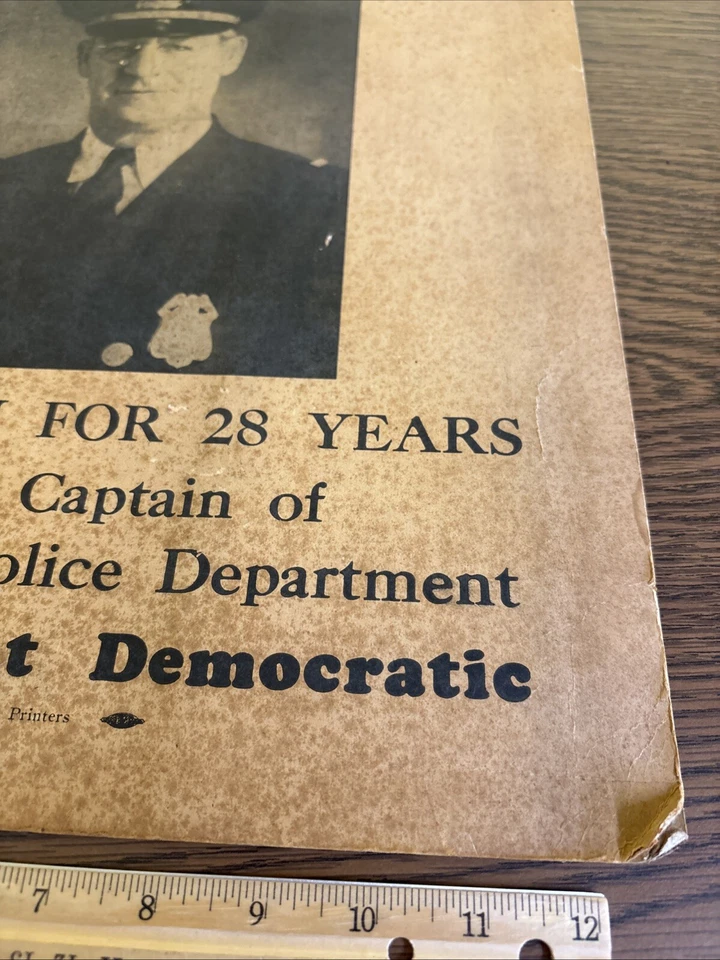 FOR 28 YEARS
Captain of
olice Department
t Democratic
Printers
7 8 9 10 11 12